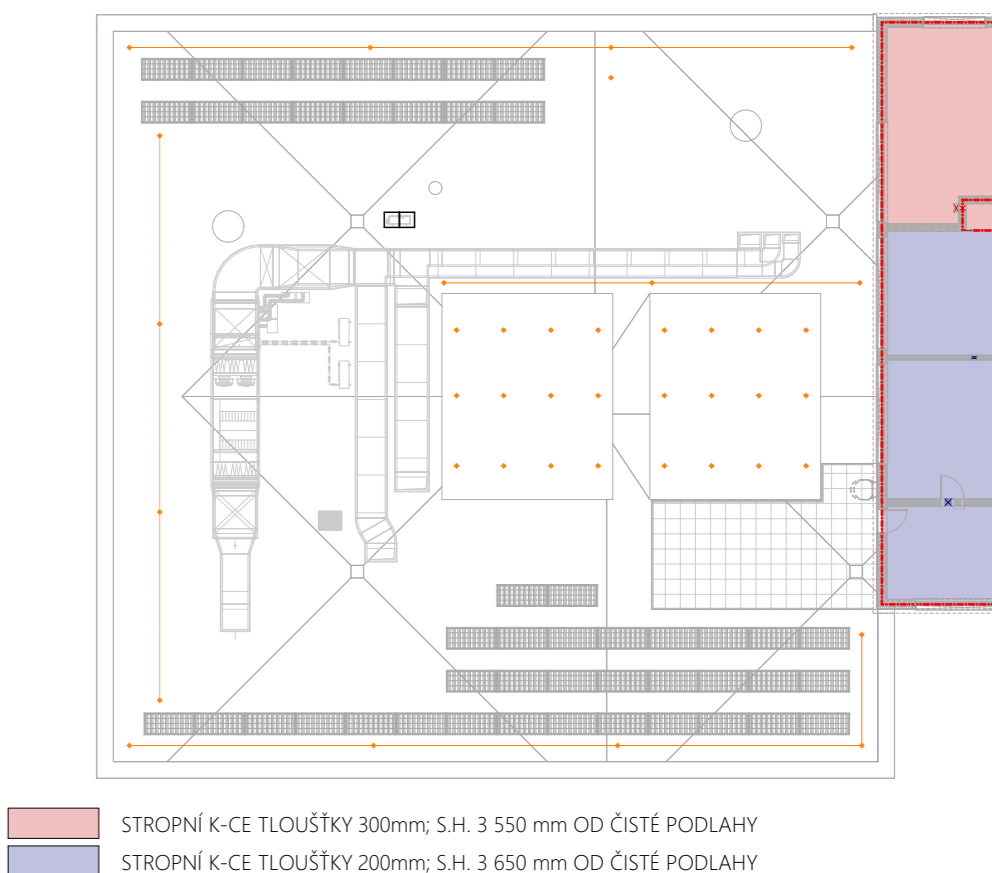 STROPNÍ K-CE TLOUŠŤKY 300mm; S.H. 3 550 mm OD ČISTÉ PODLAHY
STROPNÍ K-CE TLOUŠŤKY 200mm; S.H. 3 650 mm OD ČISTÉ PODLAHY